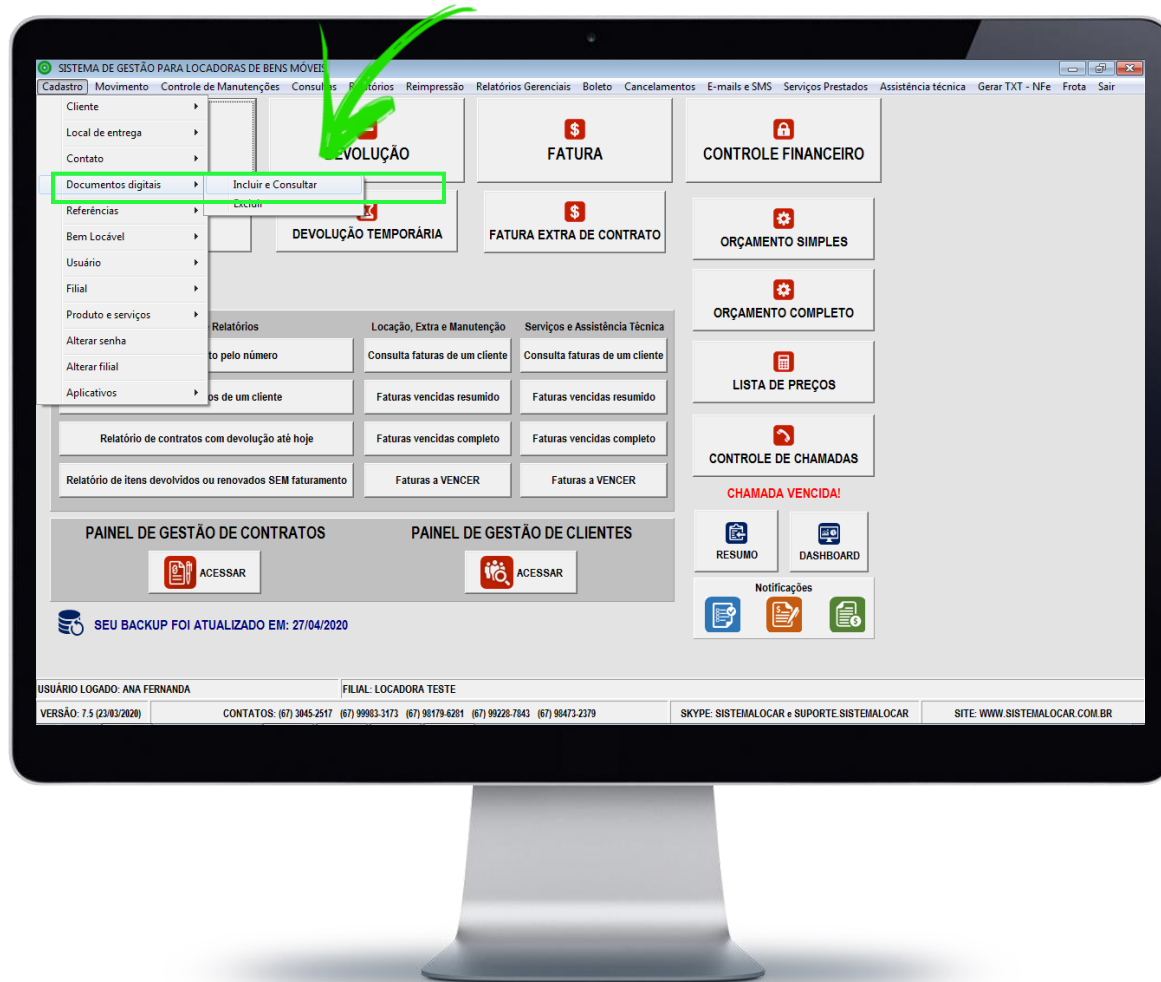 SISTEMA DE GESTÃO PARA LOCADORAS DE BENS MÓVEIS
Cadastro Movimento Controle de Manutenções Consultas Relatórios Reimpressão Relatórios Gerenciais Boleto Cancelamentos E-mails e SMS Serviços Prestados Assistência técnica Gerar TXT - NFe Frota Sair
Cliente
Local de entrega
Contato
Documentos digitais
Incluir e Consultar
Referências
Excluir
Bem Locável
Usuário
Filial
Produto e serviços
Alterar senha
Alterar filial
Aplicativos
DEVOLUÇÃO
FATURA
CONTROLE FINANCEIRO
DEVOLUÇÃO TEMPORÁRIA
FATURA EXTRA DE CONTRATO
ORÇAMENTO SIMPLES
ORÇAMENTO COMPLETO
LISTA DE PREÇOS
CONTROLE DE CHAMADAS
CHAMADA VENCIDA!
Relatórios
Locação, Extra e Manutenção
Serviços e Assistência Técnica
pelo número
Consulta faturas de um cliente
Consulta faturas de um cliente
de um cliente
Faturas vencidas resumido
Faturas vencidas resumido
Relatório de contratos com devolução até hoje
Faturas vencidas completo
Faturas vencidas completo
Relatório de itens devolvidos ou renovados SEM faturamento
Faturas a VENCER
Faturas a VENCER
PAINEL DE GESTÃO DE CONTRATOS
PAINEL DE GESTÃO DE CLIENTES
ACESSAR
ACESSAR
RESUMO
DASHBOARD
Notificações
SEU BACKUP FOI ATUALIZADO EM: 27/04/2020
USUÁRIO LOGADO: ANA FERNANDA
FILIAL: LOCADORA TESTE
VERSÃO: 7.5 (23/03/2020)
CONTATOS: (67) 3045-2517 (67) 99983-3173 (67) 98179-6281 (67) 99228-7843 (67) 98473-2379
SKYPE: SISTEMALOCAR e SUPORTE.SISTEMALOCAR
SITE: WWW.SISTEMALOCAR.COM.BR